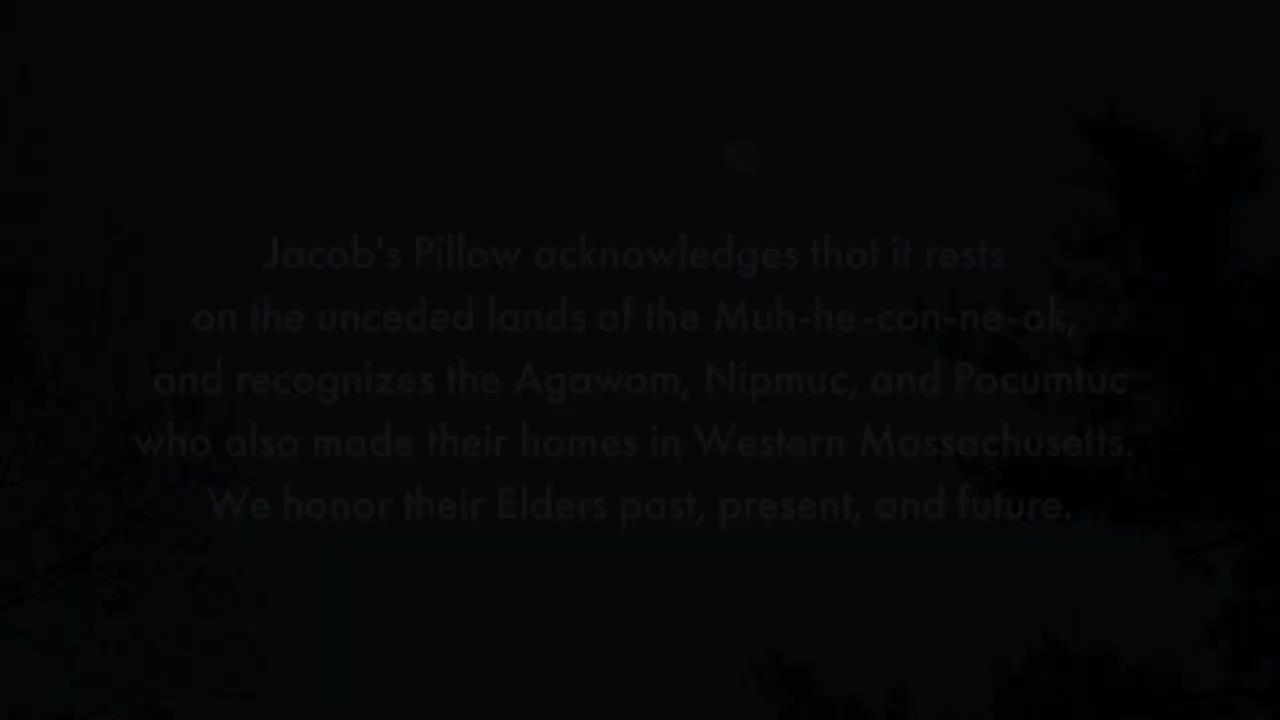 Jacob's Pillow acknowledges that it rests
on the unceded lands of the Muh-he-con-ne-ok,
and recognizes the Agawom, Nipmuc, and Pocumtuc
who also made their homes in Western Massachusetts.
We honor their Elders past, present, and future.